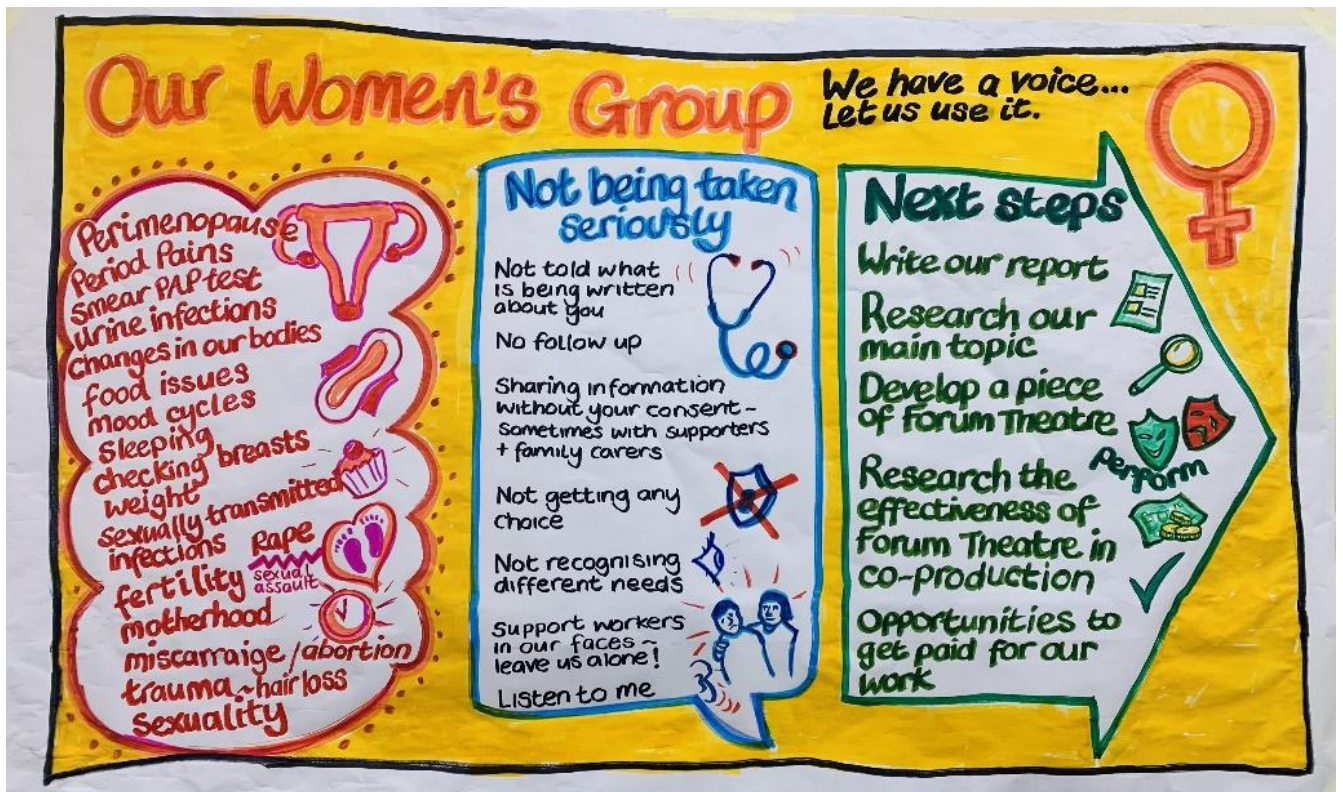 Our Women's Group
We have a voice...
Let us use it.
Perimenopause
Period Pains
Smear PAP test
Urine infections
Changes in our bodies
food issues
Mood cycles
Sleeping
checking breasts
weight
sexually transmitted
infections
Rape
sexual
assault
fertility
motherhood
miscarraige/abortion
trauma ~ hair loss
Sexuality
Not being taken
seriously
Not told what
is being written
about you
No follow up
Sharing information
without your consent -
Sometimes with supporters
+ family carers
Not getting any
choice
Not recognising
different needs
Support workers
in our faces ~
leave us alone!
Listen to me
Next steps
Write our report
Research our
main topic
Develop a piece
of Forum Theatre
Perform
Research the
effectiveness of
Forum Theatre in
co-production
Opportunities to
get paid for our
work